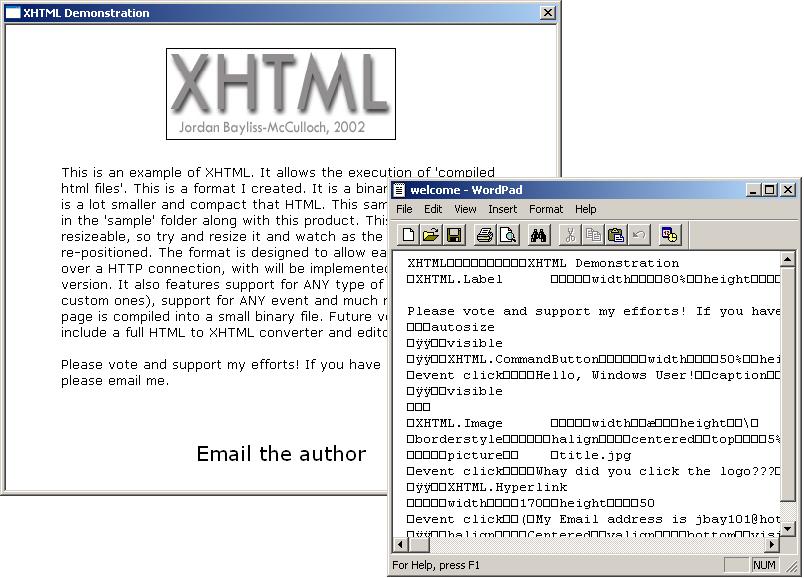 XHTML Demonstration
XHTML
Jordan Bayliss-McCulloch, 2002
This is an example of XHTML. It allows the execution of 'compiled
html files'. This is a format I created. It is a binar
is a lot smaller and compact that HTML. This sam
in the 'sample' folder along with this product. This
resizeable, so try and resize it and watch as the
re-positioned. The format is designed to allow ea
over a HTTP connection, with will be implemented
version. It also features support for ANY type of
custom ones), support for ANY event and much
page is compiled into a small binary file. Future v
include a full HTML to XHTML converter and edito
Please vote and support my efforts! If you have
please email me.
Email the author
welcome - WordPad
File Edit View Insert Format Help
XHTML□□□□□□□□□□XHTML Demonstration
□XHTML.Label □□□□□width□□□□80%□□height□□□□
Please vote and support my efforts! If you have
□□□autosize
□ÿÿ□□visible
□ÿÿ□□XHTML.CommandButton□□□□□width□□□□50%□□hei
□event click□□□□Hello, Windows User!□□caption□
□ÿÿ□□visible
□□□
□XHTML.Image □□□□□width□□æ□□□height□□\□
□borderstyle□□□□□□halign□□□□centered□□top□□□□5%
□□□□□picture□□ □title.jpg
□event click□□□□Whay did you click the logo???□
□ÿÿ□□XHTML.Hyperlink
□□□□□width□□□□170□□height□□□□50
□event click□□(□My Email address is jbay101@hot
□ÿÿ□□halign□□□□Centered□□valign□□□□bottom□□visi
For Help, press F1
NUM